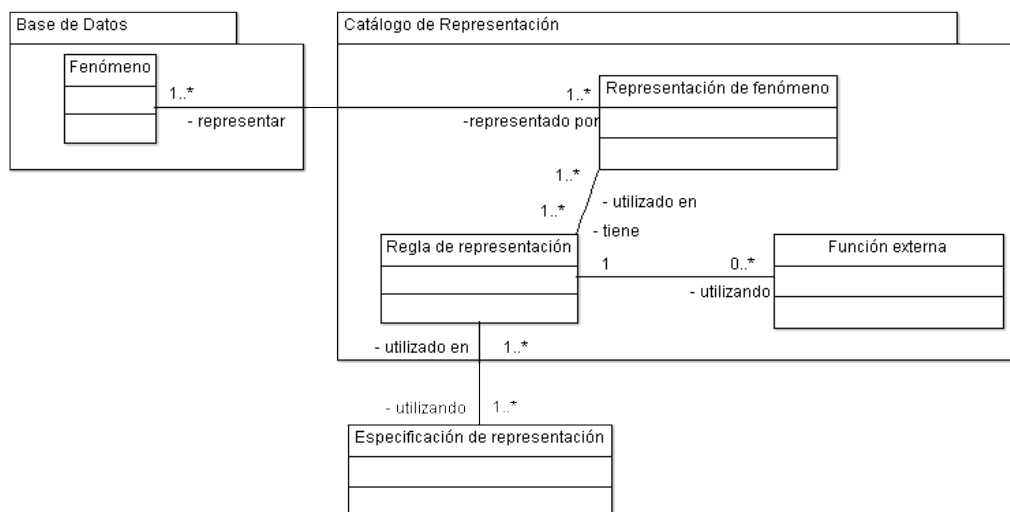 Base de Datos
Catálogo de Representación
Fenómeno
1..*
- representar
1..*
-representado por
Representación de fenómeno
1..*
- utilizado en
1..*
- tiene
Regla de representación
1
0..*
- utilizando
Función externa
- utilizado en
1..*
- utilizando
1..*
Especificación de representación